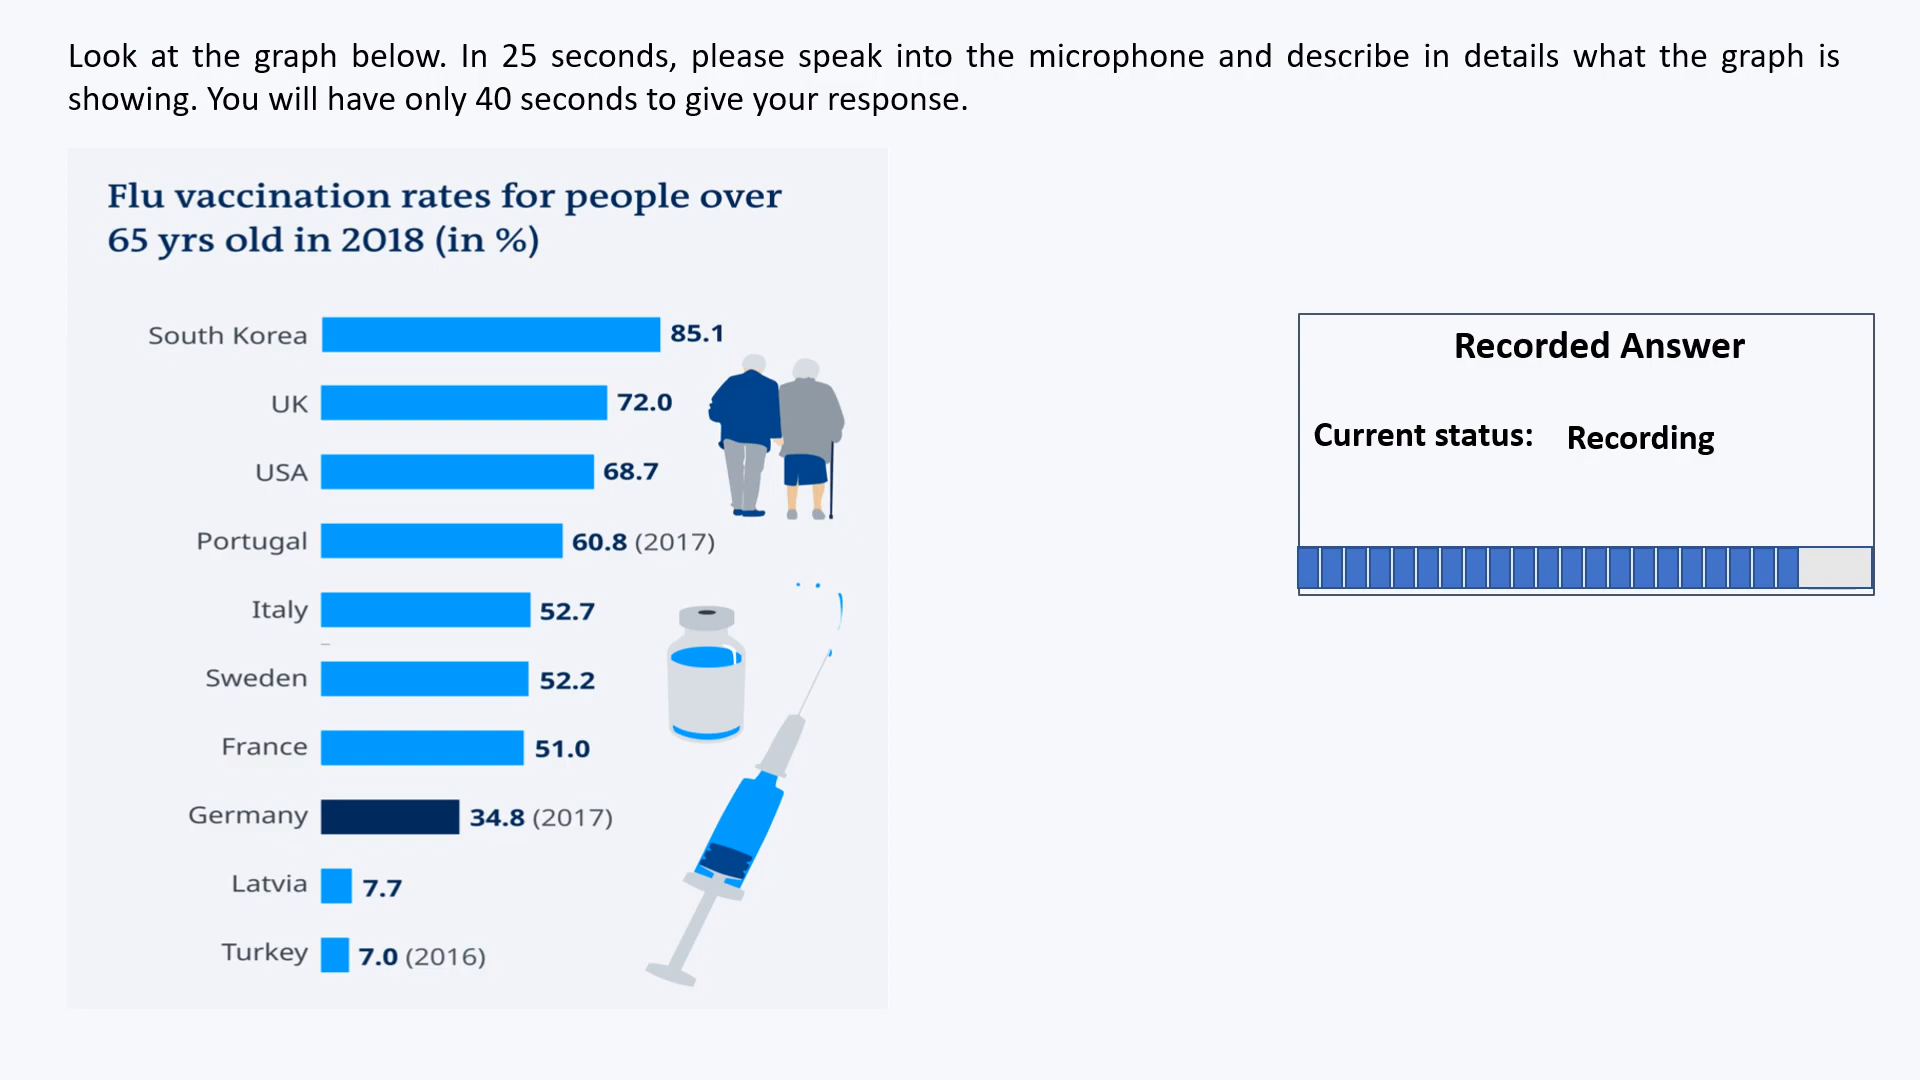 Look at the graph below. In 25 seconds, please speak into the microphone and describe in details what the graph is
showing. You will have only 40 seconds to give your response.
Flu vaccination rates for people over
65 yrs old in 2018 (in %)
South Korea 85.1
UK 72.0
USA 68.7
Portugal 60.8 (2017)
Italy 52.7
Sweden 52.2
France 51.0
Germany 34.8 (2017)
Latvia 7.7
Turkey 7.0 (2016)
Recorded Answer
Current status: Recording